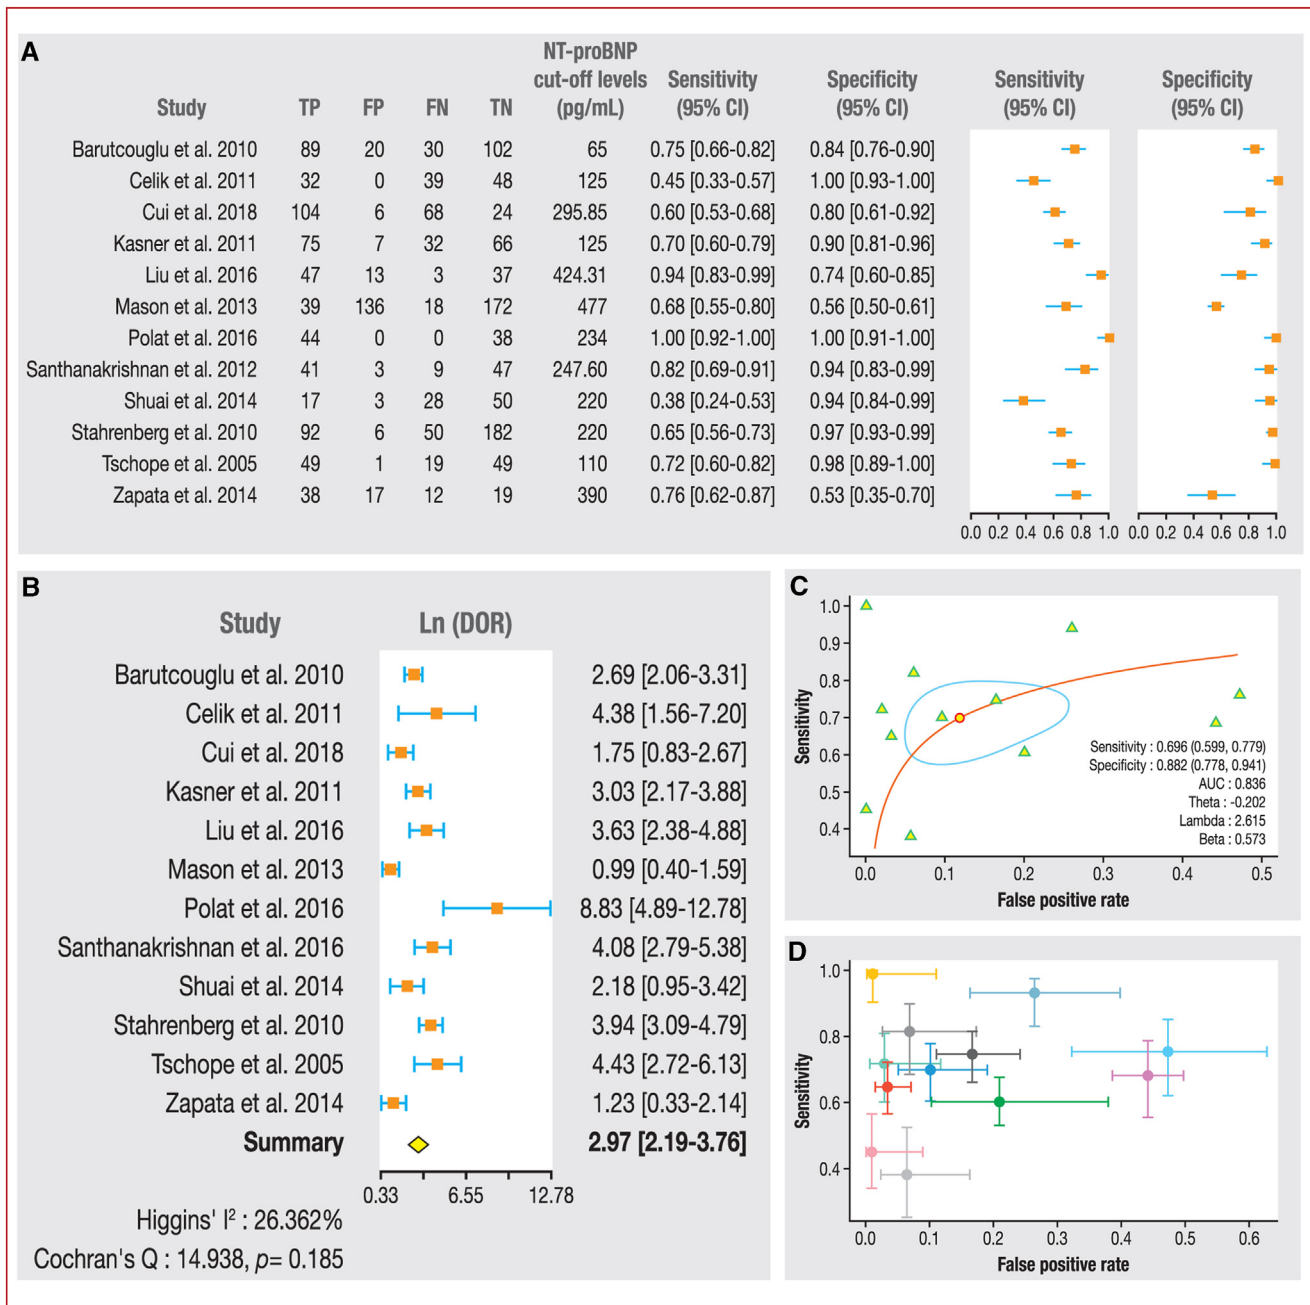 A
Study TP FP FN TN NT-proBNP cut-off levels (pg/mL) Sensitivity (95% CI) Specificity (95% CI) Sensitivity (95% CI) Specificity (95% CI)
Barutcouglu et al. 2010 89 20 30 102 65 0.75 [0.66-0.82] 0.84 [0.76-0.90]
Celik et al. 2011 32 0 39 48 125 0.45 [0.33-0.57] 1.00 [0.93-1.00]
Cui et al. 2018 104 6 68 24 295.85 0.60 [0.53-0.68] 0.80 [0.61-0.92]
Kasner et al. 2011 75 7 32 66 125 0.70 [0.60-0.79] 0.90 [0.81-0.96]
Liu et al. 2016 47 13 3 37 424.31 0.94 [0.83-0.99] 0.74 [0.60-0.85]
Mason et al. 2013 39 136 18 172 477 0.68 [0.55-0.80] 0.56 [0.50-0.61]
Polat et al. 2016 44 0 0 38 234 1.00 [0.92-1.00] 1.00 [0.91-1.00]
Santhanakrishnan et al. 2012 41 3 9 47 247.60 0.82 [0.69-0.91] 0.94 [0.83-0.99]
Shuai et al. 2014 17 3 28 50 220 0.38 [0.24-0.53] 0.94 [0.84-0.99]
Stahrenberg et al. 2010 92 6 50 182 220 0.65 [0.56-0.73] 0.97 [0.93-0.99]
Tschope et al. 2005 49 1 19 49 110 0.72 [0.60-0.82] 0.98 [0.89-1.00]
Zapata et al. 2014 38 17 12 19 390 0.76 [0.62-0.87] 0.53 [0.35-0.70]
0.0 0.2 0.4 0.6 0.8 1.0 0.0 0.2 0.4 0.6 0.8 1.0
B
Study Ln (DOR)
Barutcouglu et al. 2010 2.69 [2.06-3.31]
Celik et al. 2011 4.38 [1.56-7.20]
Cui et al. 2018 1.75 [0.83-2.67]
Kasner et al. 2011 3.03 [2.17-3.88]
Liu et al. 2016 3.63 [2.38-4.88]
Mason et al. 2013 0.99 [0.40-1.59]
Polat et al. 2016 8.83 [4.89-12.78]
Santhanakrishnan et al. 2016 4.08 [2.79-5.38]
Shuai et al. 2014 2.18 [0.95-3.42]
Stahrenberg et al. 2010 3.94 [3.09-4.79]
Tschope et al. 2005 4.43 [2.72-6.13]
Zapata et al. 2014 1.23 [0.33-2.14]
Summary 2.97 [2.19-3.76]
0.33 6.55 12.78
Higgins' I² : 26.362%
Cochran's Q : 14.938, p= 0.185
C
Sensitivity
1.0
0.9
0.8
0.7
0.6
0.5
0.4
Sensitivity : 0.696 (0.599, 0.779)
Specificity : 0.882 (0.778, 0.941)
AUC : 0.836
Theta : -0.202
Lambda : 2.615
Beta : 0.573
0.0 0.1 0.2 0.3 0.4 0.5
False positive rate
D
Sensitivity
1.0
0.8
0.6
0.4
0.0 0.1 0.2 0.3 0.4 0.5 0.6
False positive rate